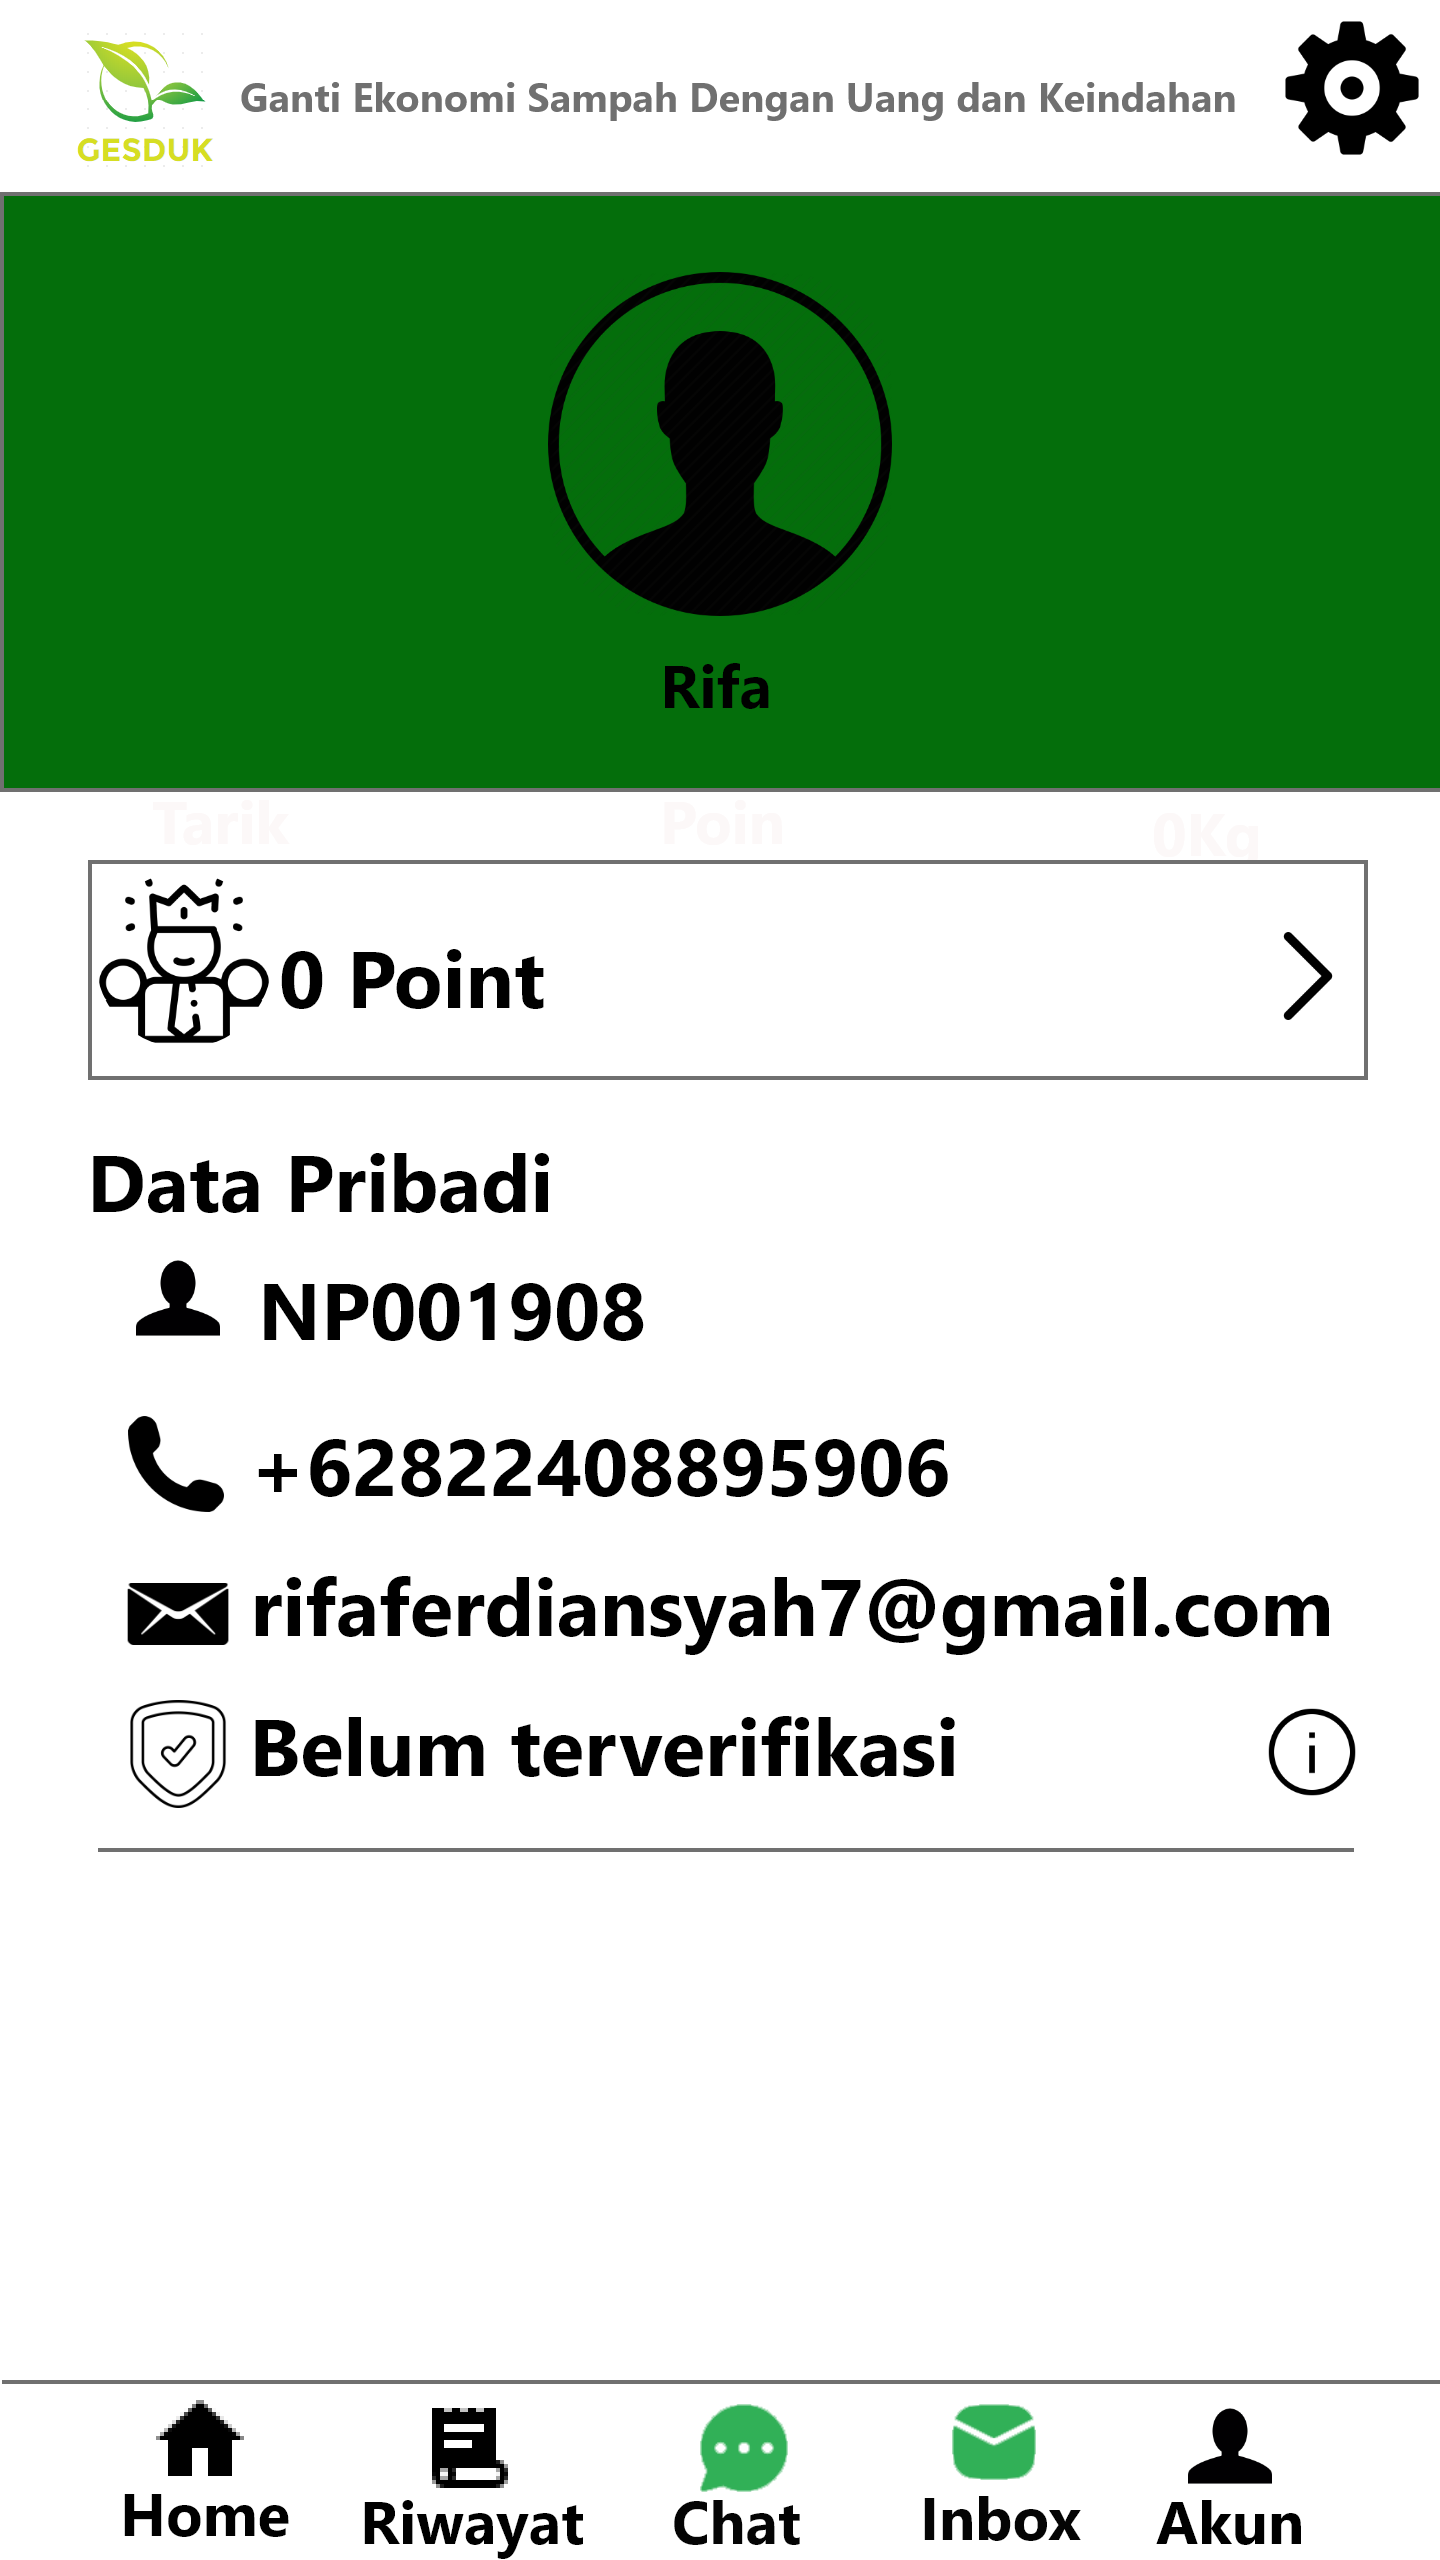 GESDUK
Ganti Ekonomi Sampah Dengan Uang dan Keindahan
Rifa
Tarik
Poin
0Kg
0 Point
Data Pribadi
NP001908
+62822408895906
rifaferdiansyah7@gmail.com
Belum terverifikasi
Home
Riwayat
Chat
Inbox
Akun